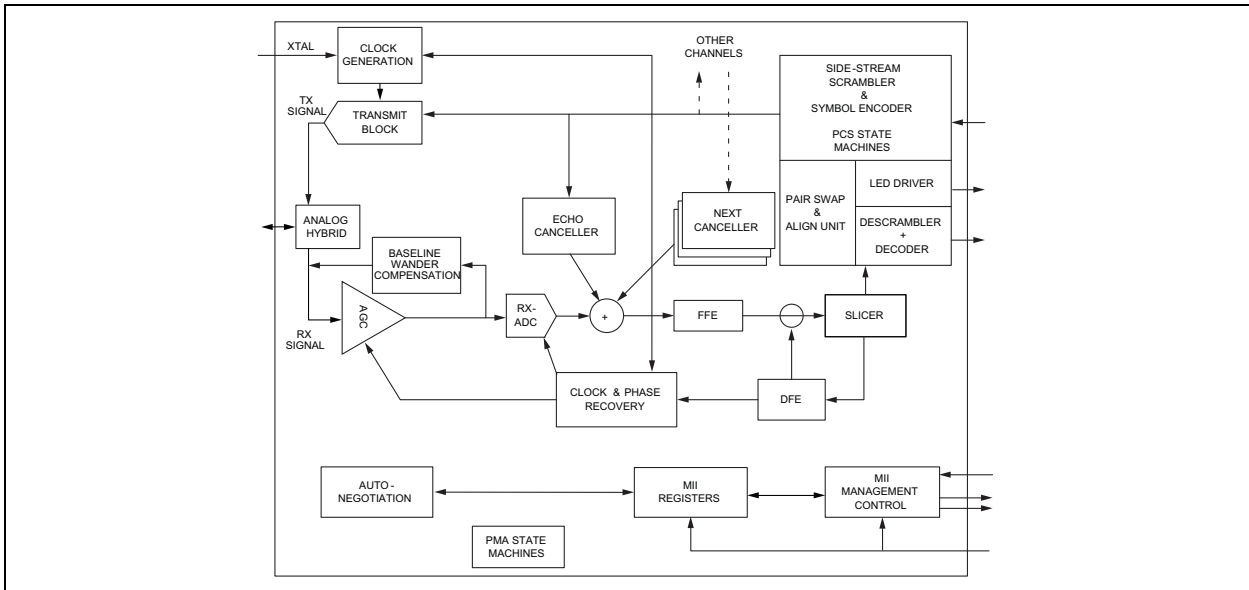 XTAL
CLOCK
GENERATION
OTHER
CHANNELS
SIDE-STREAM
SCRAMBLER
&
SYMBOL ENCODER
PCS STATE
MACHINES
TX
SIGNAL
TRANSMIT
BLOCK
LED DRIVER
PAIR SWAP
&
ALIGN UNIT
DESCRAMBLER
+
DECODER
ANALOG
HYBRID
ECHO
CANCELLER
NEXT
CANCELLER
BASELINE
WANDER
COMPENSATION
AGC
RX
SIGNAL
RX-
ADC
+
FFE
SLICER
CLOCK & PHASE
RECOVERY
DFE
AUTO -
NEGOTIATION
MII
REGISTERS
MII
MANAGEMENT
CONTROL
PMA STATE
MACHINES